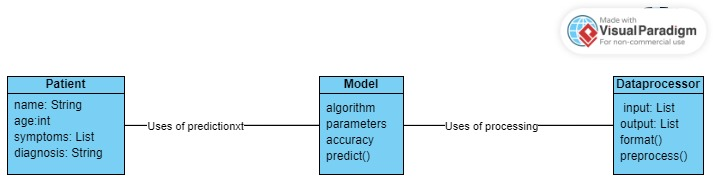 Made with
Visual Paradigm
For non-commercial use
Patient
name: String
age:int
symptoms: List
diagnosis: String
Uses of predictionxt
Model
algorithm
parameters
accuracy
predict()
Uses of processing
Dataprocessor
input: List
output: List
format()
preprocess()